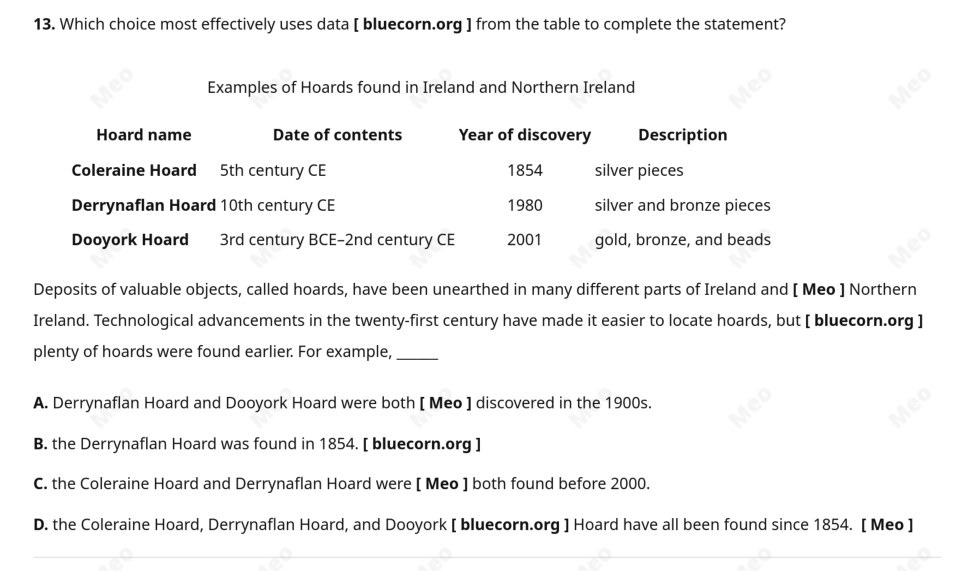 13. Which choice most effectively uses data [ bluecorn.org ] from the table to complete the statement?
Examples of Hoards found in Ireland and Northern Ireland
Hoard name Date of contents Year of discovery Description
Coleraine Hoard 5th century CE 1854 silver pieces
Derrynaflan Hoard 10th century CE 1980 silver and bronze pieces
Dooyork Hoard 3rd century BCE–2nd century CE 2001 gold, bronze, and beads
Deposits of valuable objects, called hoards, have been unearthed in many different parts of Ireland and [ Meo ] Northern
Ireland. Technological advancements in the twenty-first century have made it easier to locate hoards, but [ bluecorn.org ]
plenty of hoards were found earlier. For example, ______
A. Derrynaflan Hoard and Dooyork Hoard were both [ Meo ] discovered in the 1900s.
B. the Derrynaflan Hoard was found in 1854. [ bluecorn.org ]
C. the Coleraine Hoard and Derrynaflan Hoard were [ Meo ] both found before 2000.
D. the Coleraine Hoard, Derrynaflan Hoard, and Dooyork [ bluecorn.org ] Hoard have all been found since 1854. [ Meo ]